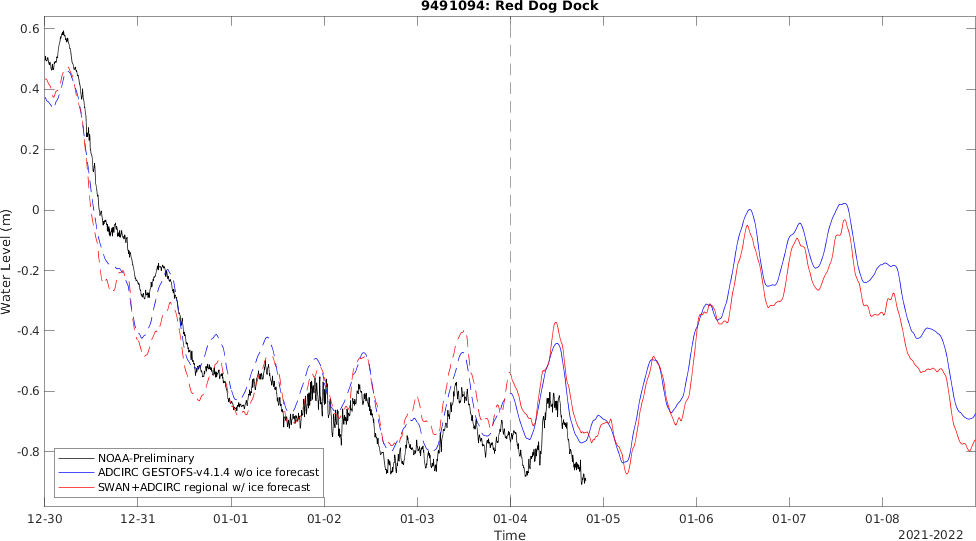 9491094: Red Dog Dock
Water Level (m)
0.6
0.4
0.2
0
-0.2
-0.4
-0.6
-0.8
NOAA-Preliminary
ADCIRC GESTOFS-v4.1.4 w/o ice forecast
SWAN+ADCIRC regional w/ ice forecast
12-30 12-31 01-01 01-02 01-03 01-04 01-05 01-06 01-07 01-08
Time
2021-2022